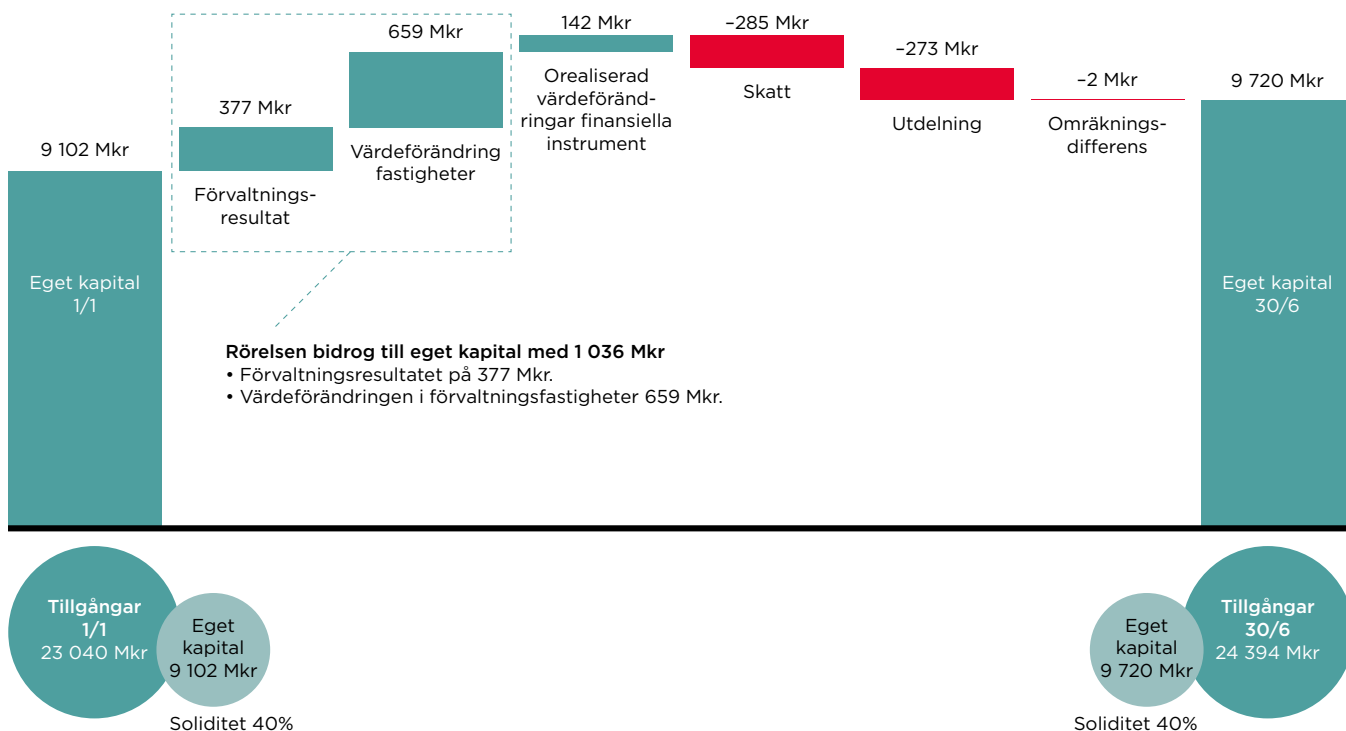 9 102 Mkr
Eget kapital
1/1
377 Mkr
Förvaltnings-
resultat
659 Mkr
Värdeförändring
fastigheter
142 Mkr
Orealiserad
värdeföränd-
ringar finansiella
instrument
–285 Mkr
Skatt
–273 Mkr
Utdelning
–2 Mkr
Omräknings-
differens
9 720 Mkr
Eget kapital
30/6
Rörelsen bidrog till eget kapital med 1 036 Mkr
• Förvaltningsresultatet på 377 Mkr.
• Värdeförändringen i förvaltningsfastigheter 659 Mkr.
Tillgångar
1/1
23 040 Mkr
Eget
kapital
9 102 Mkr
Soliditet 40%
Eget
kapital
9 720 Mkr
Soliditet 40%
Tillgångar
30/6
24 394 Mkr